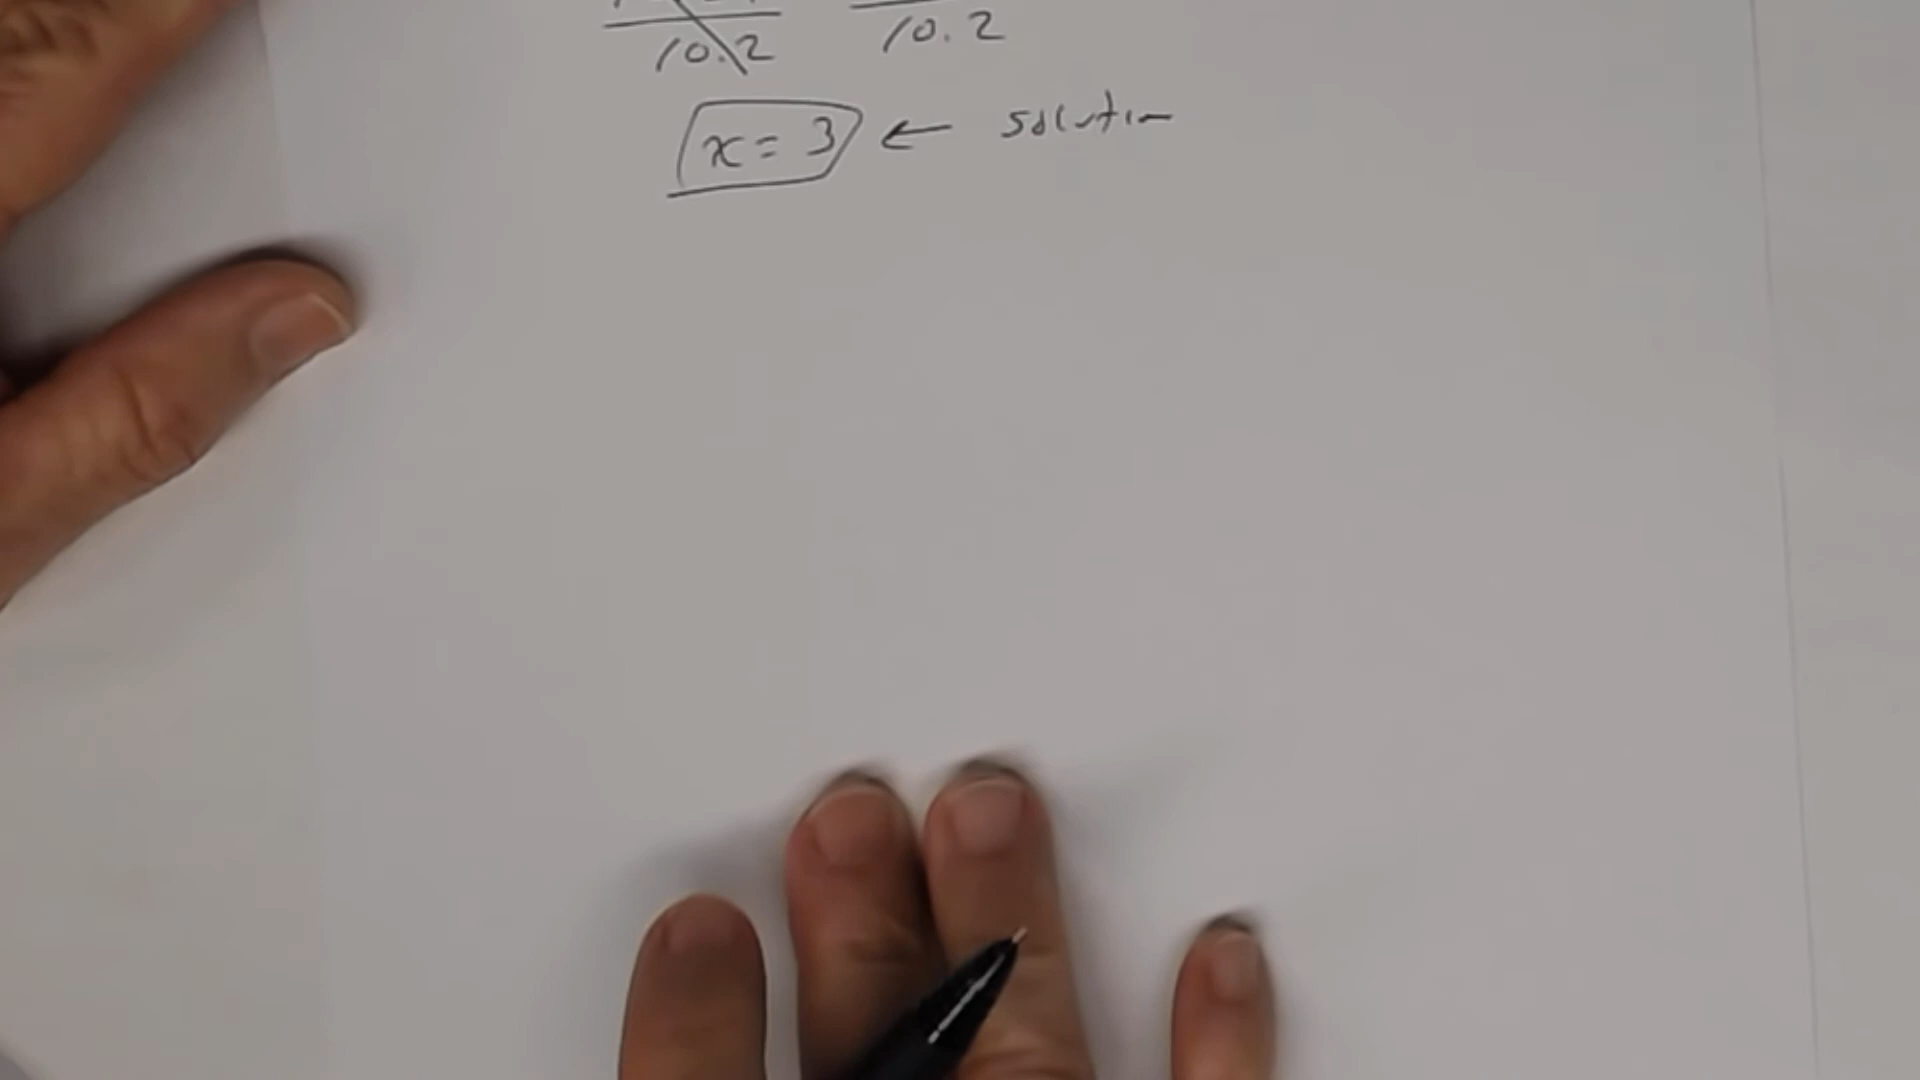 10.2 10.2
x = 3 ← solution